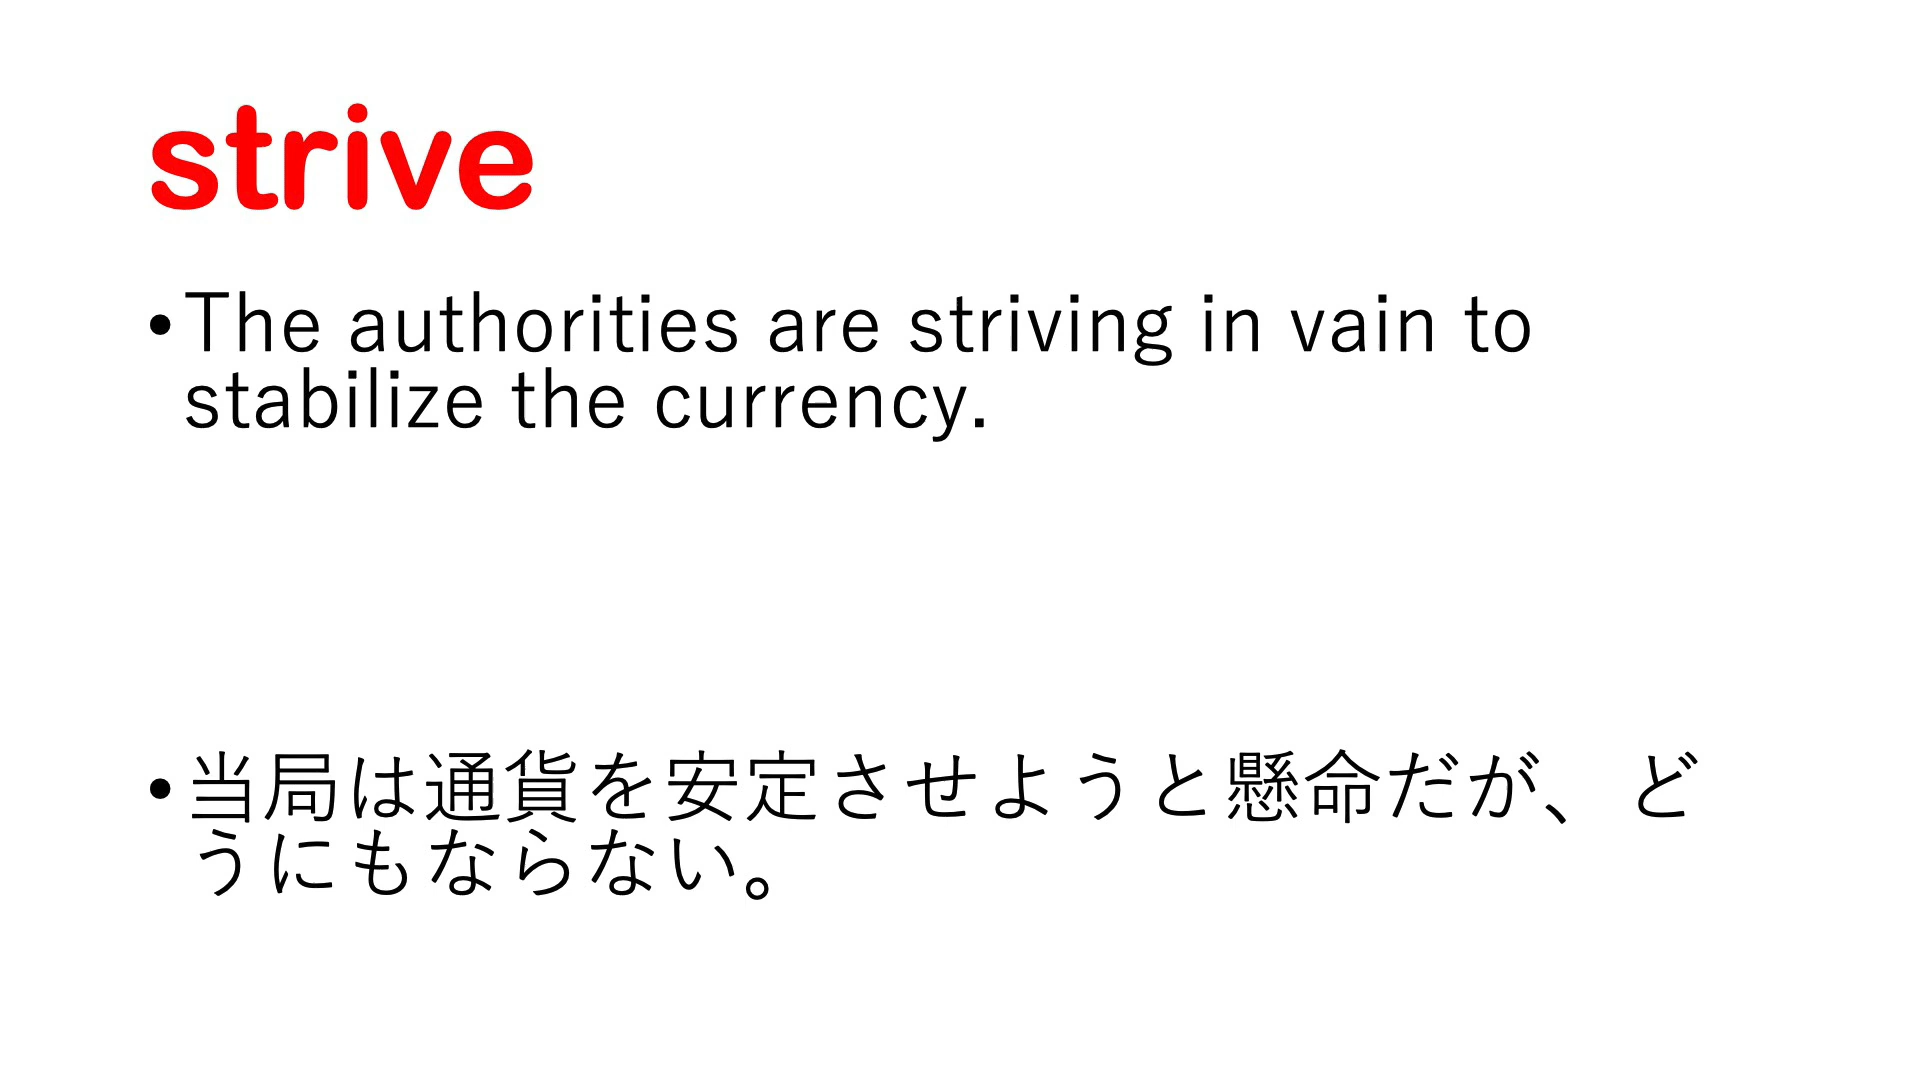 strive
•The authorities are striving in vain to
stabilize the currency.
•当局は通貨を安定させようと懸命だが、ど
うにもならない。